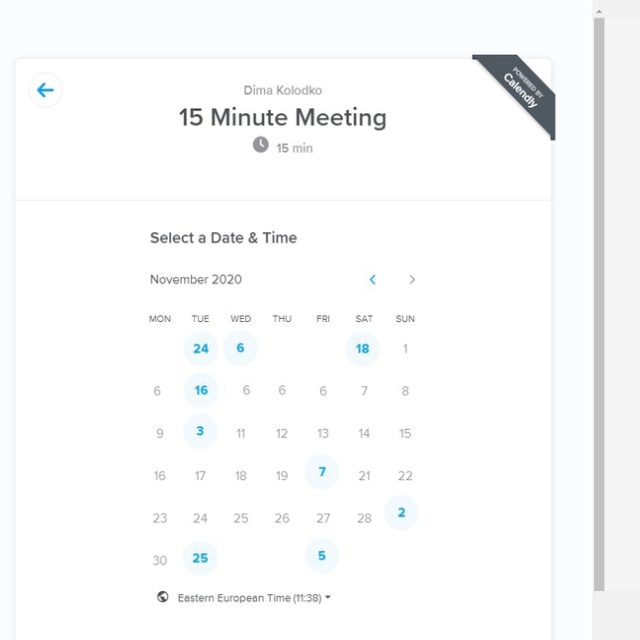 POWERED BY
Calendly
Dima Kolodko
15 Minute Meeting
15 min
Select a Date & Time
November 2020
MON TUE WED THU FRI SAT SUN
24 6 18 1
6 16 6 6 6 7 8
9 3 11 12 13 14 15
16 17 18 19 7 21 22
23 24 25 26 27 28 2
30 25 5
Eastern European Time (11:38)